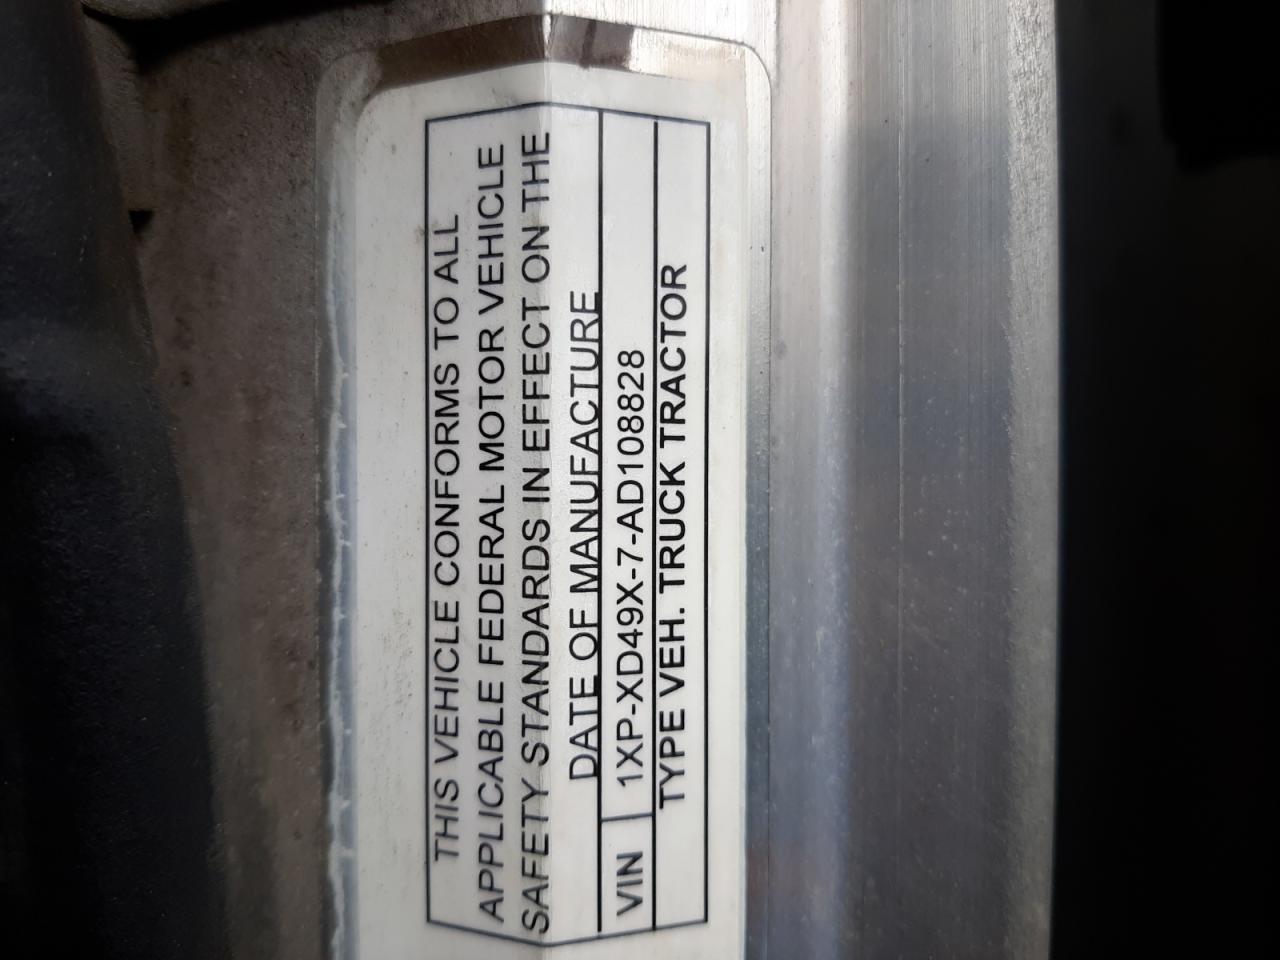 THIS VEHICLE CONFORMS TO ALL
APPLICABLE FEDERAL MOTOR VEHICLE
SAFETY STANDARDS IN EFFECT ON THE
DATE OF MANUFACTURE
VIN 1XP-XD49X-7-AD108828
TYPE VEH. TRUCK TRACTOR